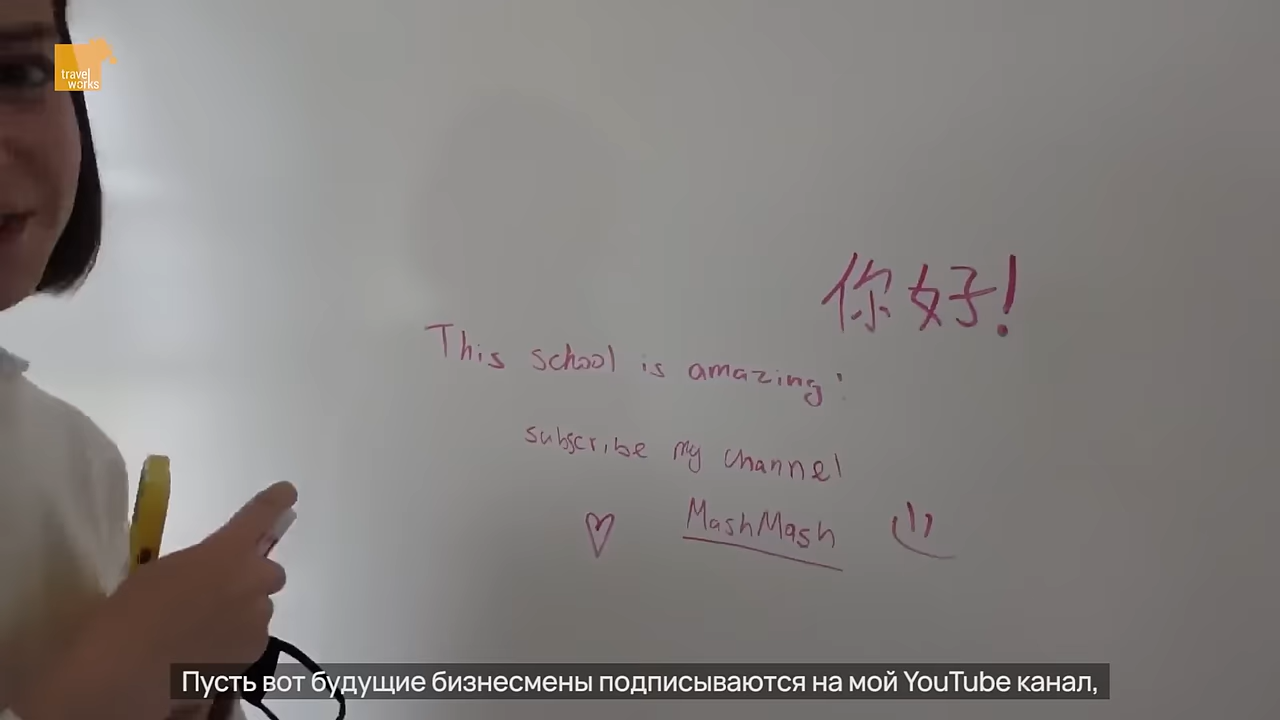 travel
works
你好!
This school is amazing:
subscribe my channel
MashMash
Пусть вот будущие бизнесмены подписываются на мой YouTube канал,